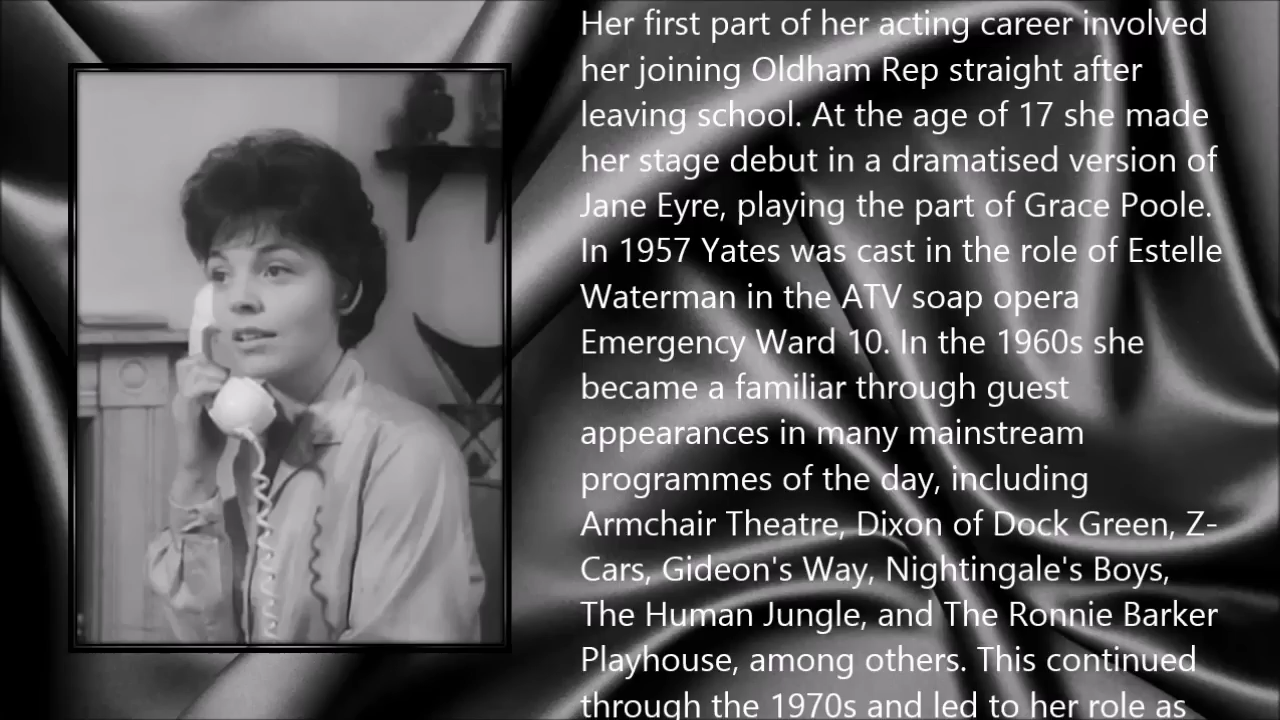 Her first part of her acting career involved
her joining Oldham Rep straight after
leaving school. At the age of 17 she made
her stage debut in a dramatised version of
Jane Eyre, playing the part of Grace Poole.
In 1957 Yates was cast in the role of Estelle
Waterman in the ATV soap opera
Emergency Ward 10. In the 1960s she
became a familiar through guest
appearances in many mainstream
programmes of the day, including
Armchair Theatre, Dixon of Dock Green, Z-
Cars, Gideon's Way, Nightingale's Boys,
The Human Jungle, and The Ronnie Barker
Playhouse, among others. This continued
through the 1970s and led to her role as